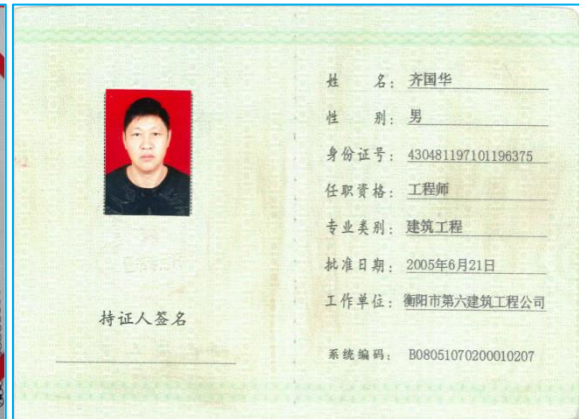 姓名：齐国华
性别：男
身份证号：430481197101196375
任职资格：工程师
专业类别：建筑工程
批准日期：2005年6月21日
工作单位：衡阳市第六建筑工程公司
系统编码：B08051070200010207
持证人签名